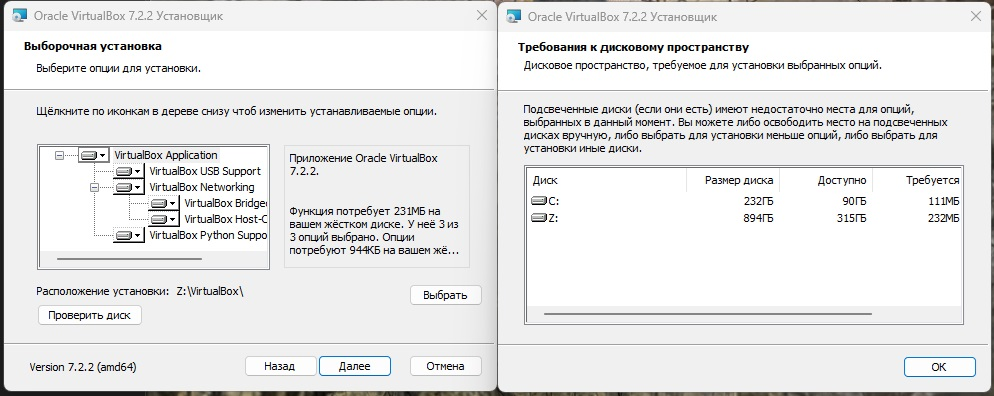 Oracle VirtualBox 7.2.2 Установщик
Выборочная установка
Выберите опции для установки.
Щёлкните по иконкам в дереве снизу чтоб изменить устанавливаемые опции.
VirtualBox Application
VirtualBox USB Support
VirtualBox Networking
VirtualBox Bridge
VirtualBox Host-C
VirtualBox Python Suppo
Приложение Oracle VirtualBox
7.2.2.
Функция потребует 231МБ на
вашем жёстком диске. У неё 3 из
3 опций выбрано. Опции
потребуют 944КБ на вашем жё...
Расположение установки: Z:\VirtualBox\
Выбрать
Проверить диск
Version 7.2.2 (amd64)
Назад
Далее
Отмена
Oracle VirtualBox 7.2.2 Установщик
Требования к дисковому пространству
Дисковое пространство, требуемое для установки выбранных опций.
Подсвеченные диски (если они есть) имеют недостаточно места для опций,
выбранных в данный момент. Вы можете либо освободить место на подсвеченных
дисках вручную, либо выбрать для установки меньше опций, либо выбрать для
установки иные диски.
Диск Размер диска Доступно Требуется
C: 232ГБ 90ГБ 111МБ
Z: 894ГБ 315ГБ 232МБ
OK